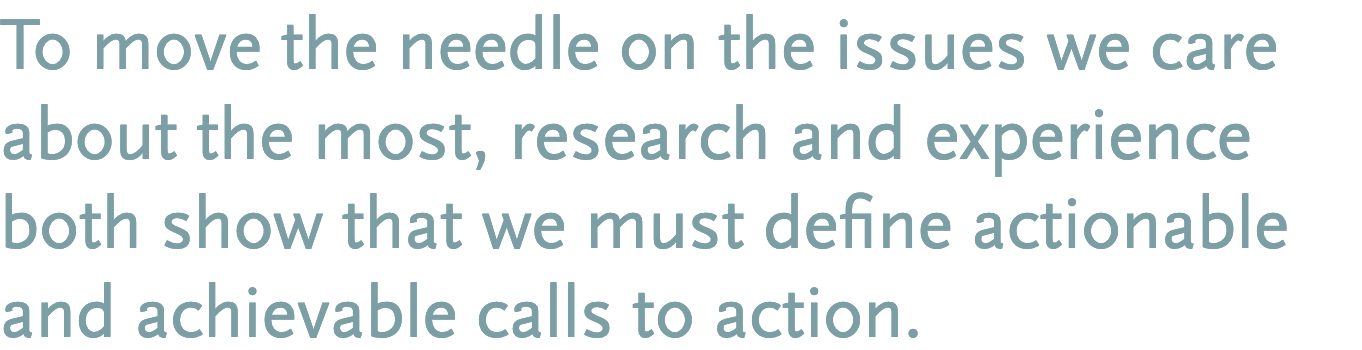 To move the needle on the issues we care
about the most, research and experience
both show that we must define actionable
and achievable calls to action.